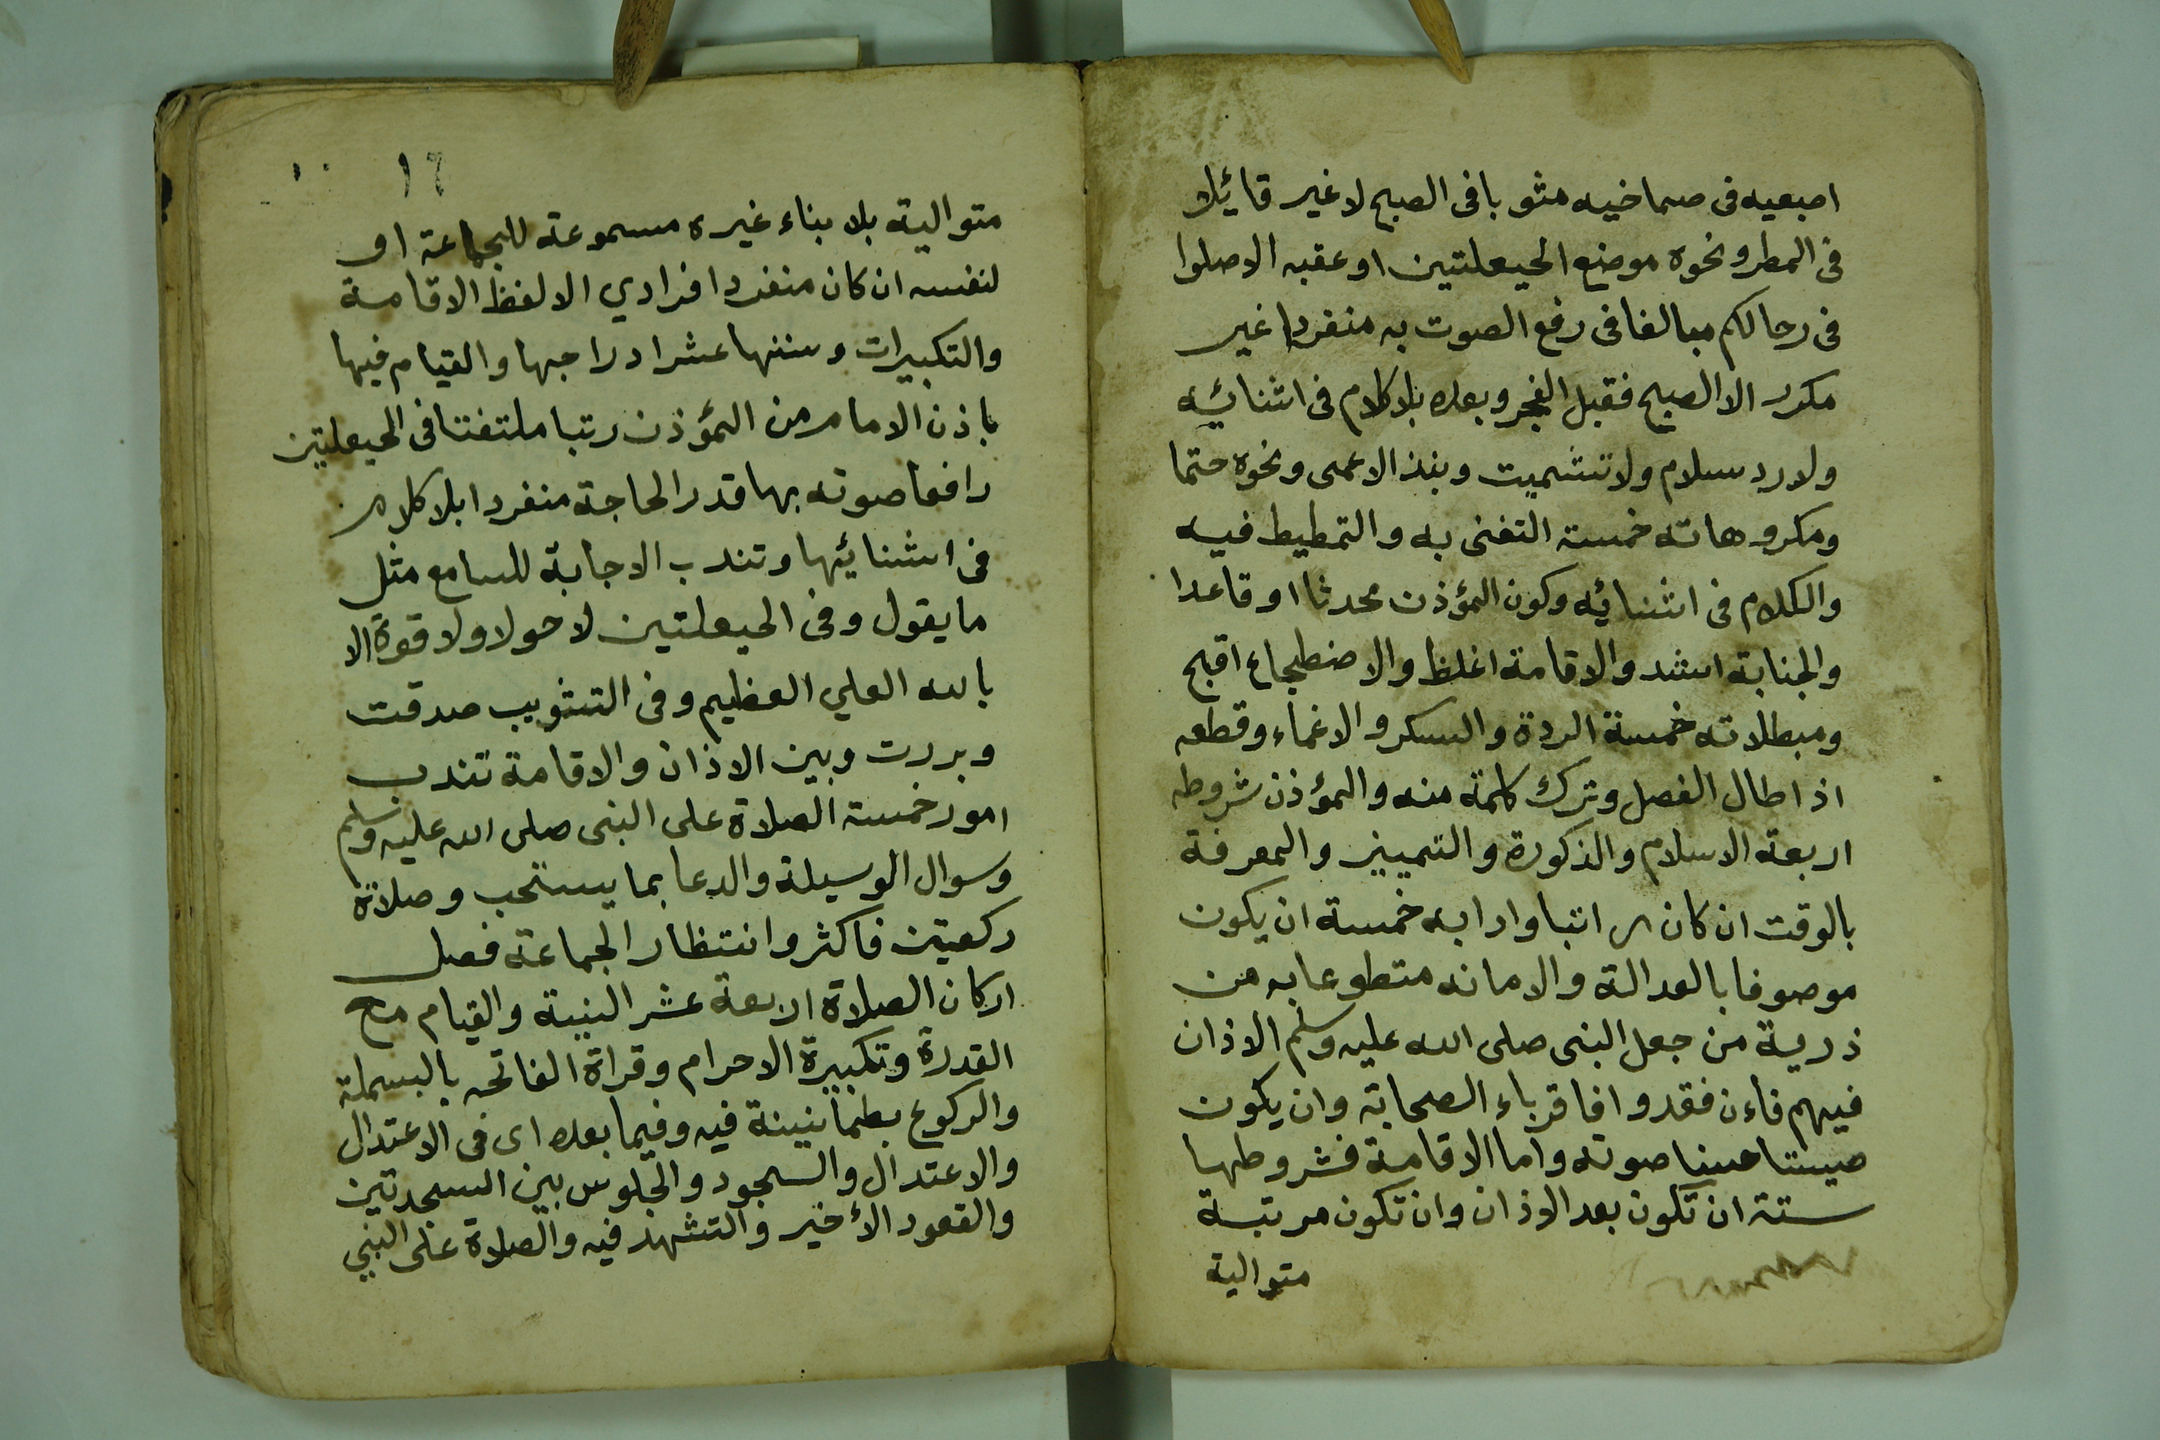 اصبعيه فى صماخيه مثوبا فى الصبح لا غير قائيلا
فى المطر ونحوه موضع الحيعلتين او عقبه الا صلوا
فى رحالكم مبالغا فى رفع الصوت به منفردا غير
مكرر الا الصبح فقبل الفجر وبعده بلا كلام فى اثنائيه
ولا رد سلام ولا تشميت وبنذ الاعمى ونحوه حتما
ومكروهاته خمسة التغنى به والتمطيط فيه
والكلام فى اثنائيه وكون المؤذن محدثا او قاعدا
والجنابة اشد والاقامة اغلظ والاضطجاع اقبح
ومبطلاته خمسة الردة والسكر والاغماء وقطعه
اذا طال الفصل وترك كلمة منه والمؤذن شروطه
اربعة الاسلام والذكورة والتمييز والمعرفة
بالوقت ان كان راتبا وادابه خمسة ان يكون
موصوفا بالعدالة والامانه متطوعا به من
ذرية من جعل النبى صلى الله عليه وسلم الاذان
فيهم فاءن فقدوا فاقرباء الصحابة وان يكون
صيتا حسنا صوته واما الاقامة فشروطها
ستة ان تكون بعد الاذان وان تكون مرتبة
متوالية
١٦
متوالية بلا بناء غيره مسموعة للجماعة او
لنفسه ان كان منفردا فرادي الا لفظ الاقامة
والتكبيرات وسننها عشر ادراجها والقيام فيها
باذن الامام من المؤذن رتبا ملتفتا فى الحيعلتين
رافعا صوته بها قدر الحاجة منفردا بلا كلام
فى اثنائيها وتندب الاجابة للسامع مثل
ما يقول وفى الحيعلتين لا حولا ولا قوة الا
بالله العلي العظيم وفى التثويب صدقت
وبررت وبين الاذان والاقامة تندب
امور خمسة الصلاة على النبى صلى الله عليه وسلم
وسوال الوسيلة والدعا بما يستحب وصلاة
ركعتين فاكثر وانتظار الجماعة فصل
اركان الصلاة اربعة عشر النية والقيام مع
القدرة وتكبيرة الاحرام وقراة الفاتحه بالبسملة
والركوع بطمانينة فيه وفيما بعده اى فى الاعتدال
والاعتدال والسجود والجلوس بين السجدتين
والقعود الأخير والتشهد فيه والصلاة على النبي